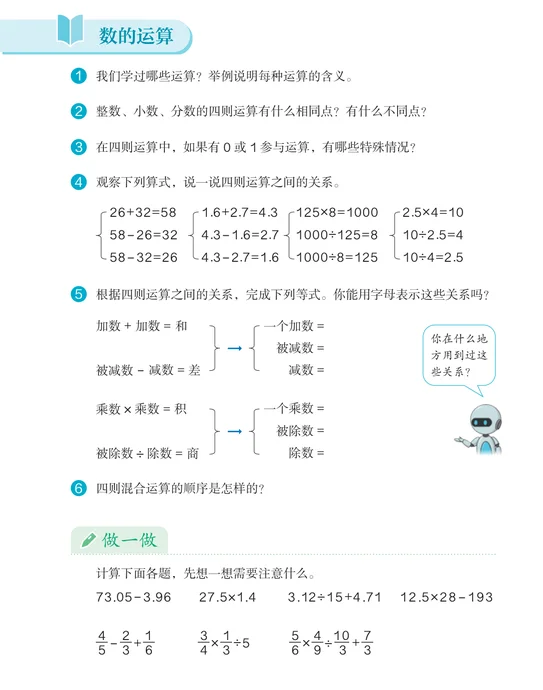 数的运算
1 我们学过哪些运算？举例说明每种运算的含义。
2 整数、小数、分数的四则运算有什么相同点？有什么不同点？
3 在四则运算中，如果有 0 或 1 参与运算，有哪些特殊情况？
4 观察下列算式，说一说四则运算之间的关系。
26+32=58 1.6+2.7=4.3 125×8=1000 2.5×4=10
58-26=32 4.3-1.6=2.7 1000÷125=8 10÷2.5=4
58-32=26 4.3-2.7=1.6 1000÷8=125 10÷4=2.5
5 根据四则运算之间的关系，完成下列等式。你能用字母表示这些关系吗？
加数 + 加数 = 和 一个加数 =
被减数 =
被减数 - 减数 = 差 减数 =
你在什么地
方用到过这
些关系？
乘数 × 乘数 = 积 一个乘数 =
被除数 =
被除数 ÷ 除数 = 商 除数 =
6 四则混合运算的顺序是怎样的？
做一做
计算下面各题，先想一想需要注意什么。
73.05-3.96 27.5×1.4 3.12÷15+4.71 12.5×28-193
4/5-2/3+1/6 3/4×1/3÷5 5/6×4/9÷10/3+7/3